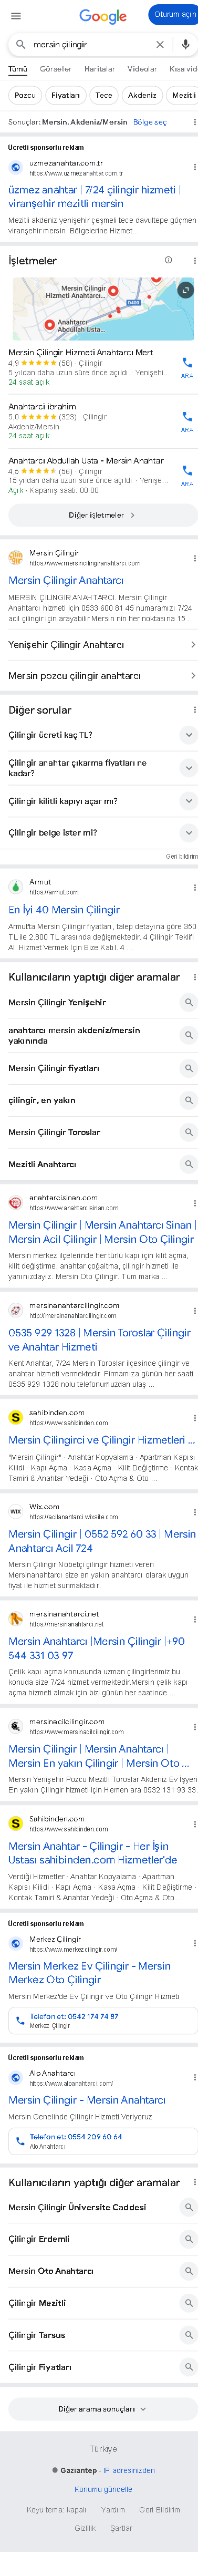 Google
Oturum açın
mersin çilingir
Tümü
Görseller
Haritalar
Videolar
Kısa vid
Pozcu
Fiyatları
Tece
Akdeniz
Mezitli
Sonuçlar: Mersin, Akdeniz/Mersin · Bölge seç
Ücretli sponsorlu reklam
uzmezanahtar.com.tr
https://www.uzmezanahtar.com.tr
üzmez anahtar | 7/24 çilingir hizmeti |
viranşehir mezitli mersin
Mezitli akdeniz yenişehir çeşmeli tece davultepe göçmen
viranşehir mersin. Bölgelerine Hizmet...
İşletmeler
Mersin Çilingir
Hizmeti Anahtarcı...
D400
Anahtarcı
Abdullah Usta...
Mersin Çilingir Hizmeti Anahtarcı Mert
4,9 (58) · Çilingir
5 yıldan daha uzun süre önce açıldı · Yenişehi...
24 saat açık
ARA
Anahtarcii ibrahim
5,0 (323) · Çilingir
Akdeniz/Mersin
24 saat açık
ARA
Anahtarcı Abdullah Usta - Mersin Anahtar
4,5 (56) · Çilingir
15 yıldan daha uzun süre önce açıldı · Yenişe...
Açık · Kapanış saati: 00:00
ARA
Diğer işletmeler
Mersin Çilingir
https://www.mersincilingiranahtarci.com
Mersin Çilingir Anahtarcı
MERSİN ÇİLİNGİR ANAHTARCI. Mersin Çilingir
Anahtarcı hizmeti için 0533 600 81 45 numaramızı 7/24
acil çilingir için arayabilir Mersin nin her noktasına 15 ...
Yenişehir Çilingir Anahtarcı
Mersin pozcu çilingir anahtarcı
Diğer sorular
Çilingir ücreti kaç TL?
Çilingir anahtar çıkarma fiyatları ne
kadar?
Çilingir kilitli kapıyı açar mı?
Çilingir belge ister mi?
Geri bildirim
Armut
https://armut.com
En İyi 40 Mersin Çilingir
Armutta Mersin Çilingir fiyatları, talep detayına göre 350
TL ile 2.800 TL arasında değişmektedir. 4 Çilingir Teklifi
Al. Hizmet Vermek İçin Bize Katıl. 4 ...
Kullanıcıların yaptığı diğer aramalar
Mersin Çilingir Yenişehir
anahtarcı mersin akdeniz/mersin
yakınında
Mersin Çilingir fiyatları
çilingir, en yakın
Mersin Çilingir Toroslar
Mezitli Anahtarcı
anahtarcisinan.com
https://www.anahtarcisinan.com
Mersin Çilingir | Mersin Anahtarcı Sinan |
Mersin Acil Çilingir | Mersin Oto Çilingir
Mersin merkez ilçelerinde her türlü kapı için kilit açma,
kilit değiştirme, anahtar çoğaltma, çilingir hizmeti ile
yanınızdayız. Mersin Oto Çilingir. Tüm marka ...
mersinanahtarcilingir.com
http://mersinanahtarcilingir.com
0535 929 1328 | Mersin Toroslar Çilingir
ve Anahtar Hizmeti
Kent Anahtar, 7/24 Mersin Toroslar ilçesinde çilingir ve
anahtar hizmeti vermektedir. Firmamıza günün her saati
0535 929 1328 nolu telefonumuzdan ulaş ...
sahibinden.com
https://www.sahibinden.com
Mersin Çilingirci ve Çilingir Hizmetleri ...
"Mersin Çilingir" · Anahtar Kopyalama · Apartman Kapısı
Kilidi · Kapı Açma · Kasa Açma · Kilit Değiştirme · Kontak
Tamiri & Anahtar Yedeği · Oto Açma & Oto ...
Wix.com
https://acilanahtarci.wixsite.com
Mersin Çilingir | 0552 592 60 33 | Mersin
Anahtarcı Acil 724
Mersin Çilingir Nöbetçi çilingir hizmeti veren
Mersinanahtarcı size en yakın anahtarcı olarak uygun
fiyat ile hizmet sunmaktadır.
mersinanahtarci.net
https://mersinanahtarci.net
Mersin Anahtarcı |Mersin Çilingir |+90
544 331 03 97
Çelik kapı açma konusunda uzman çilingirlerimiz bu
konuda size 7/24 hizmet vermektektedir.Mersin çelik kapı
açma hizmeti almak için bizi günün her saatinde ...
mersinacilcilingir.com
https://www.mersinacilcilingir.com
Mersin Çilingir | Mersin Anahtarcı |
Mersin En yakın Çilingir | Mersin Oto ...
Mersin Yenişehir Pozcu Mezitli Toroslar Akdeniz Ev İşyeri
En yakın çilingir hizmeti için Hemen ara 0532 131 93 33.
Sahibinden.com
https://www.sahibinden.com
Mersin Anahtar - Çilingir - Her İşin
Ustası sahibinden.com Hizmetler'de
Verdiği Hizmetler · Anahtar Kopyalama · Apartman
Kapısı Kilidi · Kapı Açma · Kasa Açma · Kilit Değiştirme ·
Kontak Tamiri & Anahtar Yedeği · Oto Açma & Oto ...
Ücretli sponsorlu reklam
Merkez Çilingir
https://www.merkezcilingir.com/
Mersin Merkez Ev Çilingir - Mersin
Merkez Oto Çilingir
Mersin Merkez'de Ev Çilingir ve Oto Çilingir Hizmeti
Telefon et: 0542 174 74 87
Merkez Çilingir
Ücretli sponsorlu reklam
Alo Anahtarcı
https://www.aloanahtarci.com/
Mersin Çilingir - Mersin Anahtarcı
Mersin Genelinde Çilingir Hizmeti Veriyoruz
Telefon et: 0554 209 60 64
Alo Anahtarcı
Kullanıcıların yaptığı diğer aramalar
Mersin Çilingir Üniversite Caddesi
Çilingir Erdemli
Mersin Oto Anahtarcı
Çilingir Mezitli
Çilingir Tarsus
Çilingir Fiyatları
Diğer arama sonuçları
Türkiye
Gaziantep - IP adresinizden
Konumu güncelle
Koyu tema: kapalı
Yardım
Geri Bildirim
Gizlilik
Şartlar